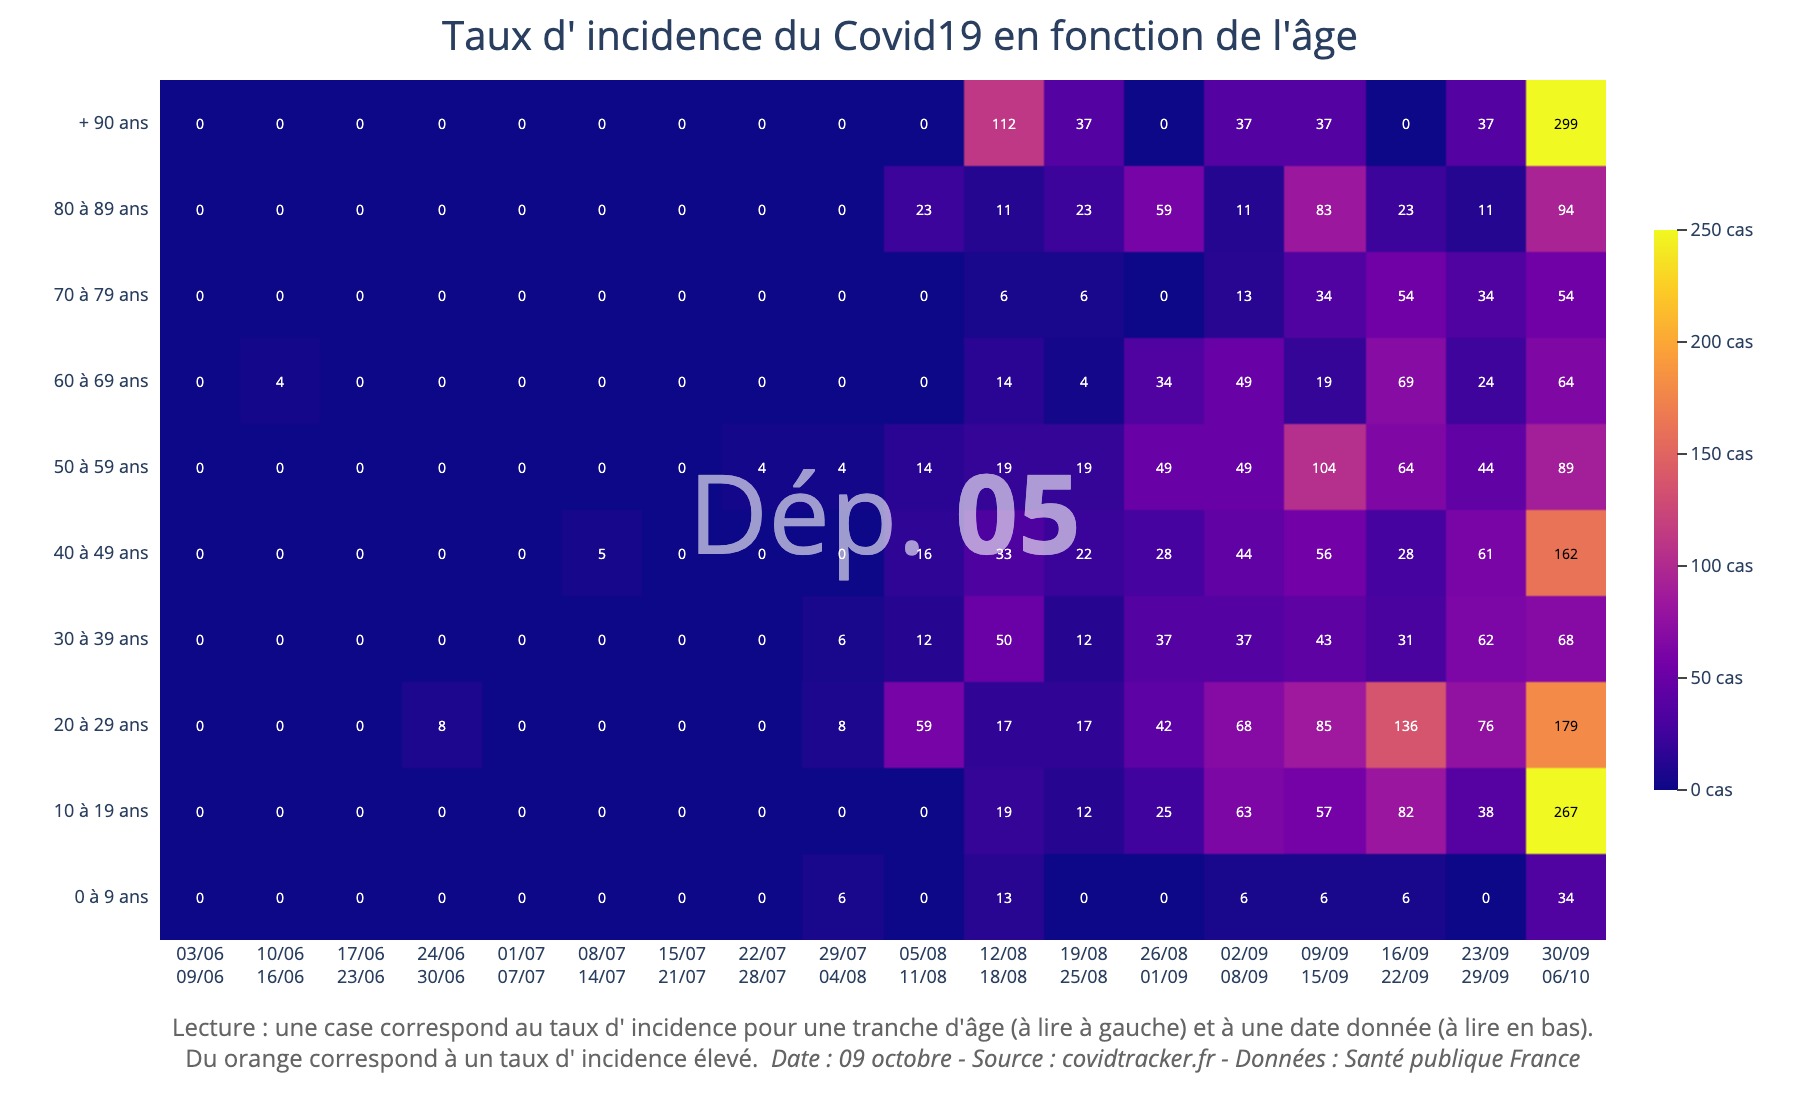 Taux d' incidence du Covid19 en fonction de l'âge
+ 90 ans 0 0 0 0 0 0 0 0 0 0 112 37 0 37 37 0 37 299
80 à 89 ans 0 0 0 0 0 0 0 0 0 23 11 23 59 11 83 23 11 94
250 cas
70 à 79 ans 0 0 0 0 0 0 0 0 0 0 6 6 0 13 34 54 34 54
200 cas
60 à 69 ans 0 4 0 0 0 0 0 0 0 0 14 4 34 49 19 69 24 64
150 cas
50 à 59 ans 0 0 0 0 0 0 0 4 4 14 19 19 49 49 104 64 44 89
Dép. 05
40 à 49 ans 0 0 0 0 0 5 0 0 0 16 33 22 28 44 56 28 61 162
100 cas
30 à 39 ans 0 0 0 0 0 0 0 0 6 12 50 12 37 37 43 31 62 68
50 cas
20 à 29 ans 0 0 0 8 0 0 0 0 8 59 17 17 42 68 85 136 76 179
0 cas
10 à 19 ans 0 0 0 0 0 0 0 0 0 0 19 12 25 63 57 82 38 267
0 à 9 ans 0 0 0 0 0 0 0 0 6 0 13 0 0 6 6 6 0 34
03/06 10/06 17/06 24/06 01/07 08/07 15/07 22/07 29/07 05/08 12/08 19/08 26/08 02/09 09/09 16/09 23/09 30/09
09/06 16/06 23/06 30/06 07/07 14/07 21/07 28/07 04/08 11/08 18/08 25/08 01/09 08/09 15/09 22/09 29/09 06/10
Lecture : une case correspond au taux d' incidence pour une tranche d'âge (à lire à gauche) et à une date donnée (à lire en bas).
Du orange correspond à un taux d' incidence élevé. Date : 09 octobre - Source : covidtracker.fr - Données : Santé publique France